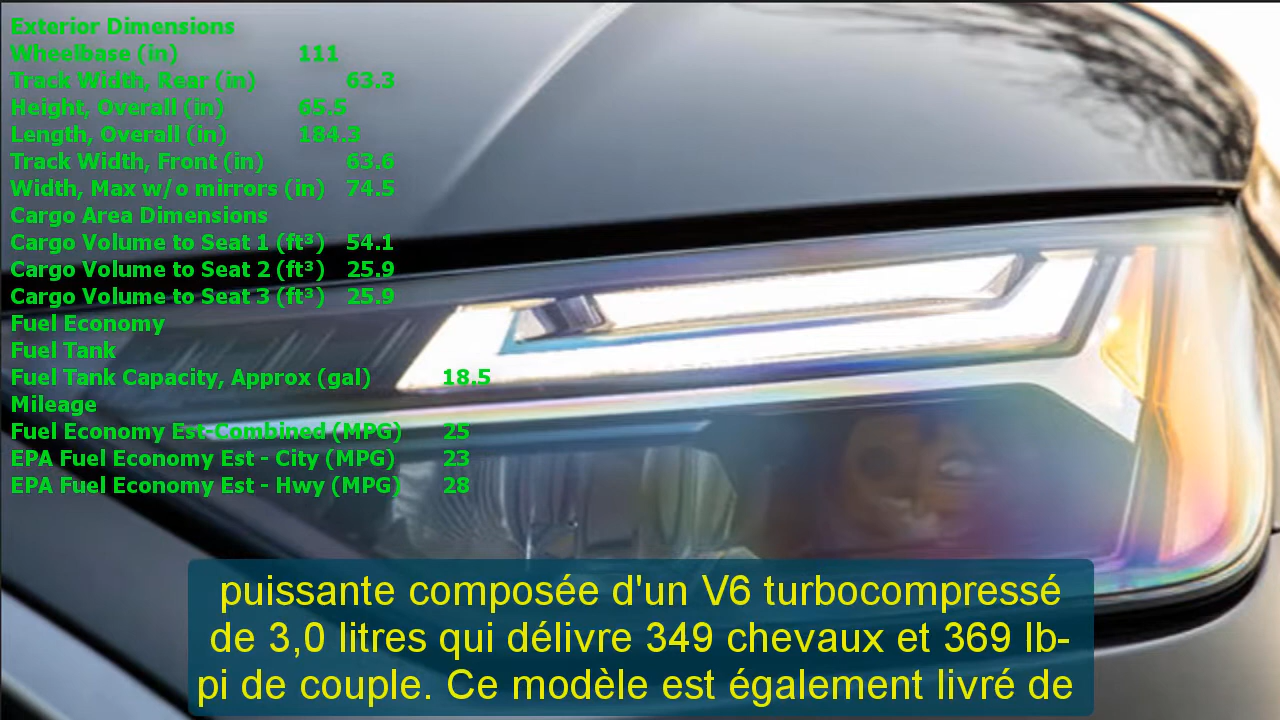 Exterior Dimensions
Wheelbase (in) 111
Track Width, Rear (in) 63.3
Height, Overall (in) 65.5
Length, Overall (in) 184.3
Track Width, Front (in) 63.6
Width, Max w/o mirrors (in) 74.5
Cargo Area Dimensions
Cargo Volume to Seat 1 (ft³) 54.1
Cargo Volume to Seat 2 (ft³) 25.9
Cargo Volume to Seat 3 (ft³) 25.9
Fuel Economy
Fuel Tank
Fuel Tank Capacity, Approx (gal) 18.5
Mileage
Fuel Economy Est-Combined (MPG) 25
EPA Fuel Economy Est - City (MPG) 23
EPA Fuel Economy Est - Hwy (MPG) 28
puissante composée d'un V6 turbocompressé
de 3,0 litres qui délivre 349 chevaux et 369 lb-
pi de couple. Ce modèle est également livré de